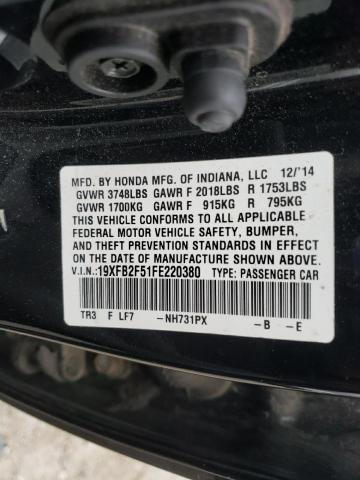 MFD. BY HONDA MFG. OF INDIANA, LLC 12/'14
GVWR 3748LBS GAWR F 2018LBS R 1753LBS
GVWR 1700KG GAWR F 915KG R 795KG
THIS VEHICLE CONFORMS TO ALL APPLICABLE
FEDERAL MOTOR VEHICLE SAFETY, BUMPER,
AND THEFT PREVENTION STANDARDS IN EFFECT
ON THE DATE OF MANUFACTURE SHOWN ABOVE.
V.I.N.:19XFB2F51FE220380 TYPE: PASSENGER CAR
TR3 F LF7 -NH731PX -B -E